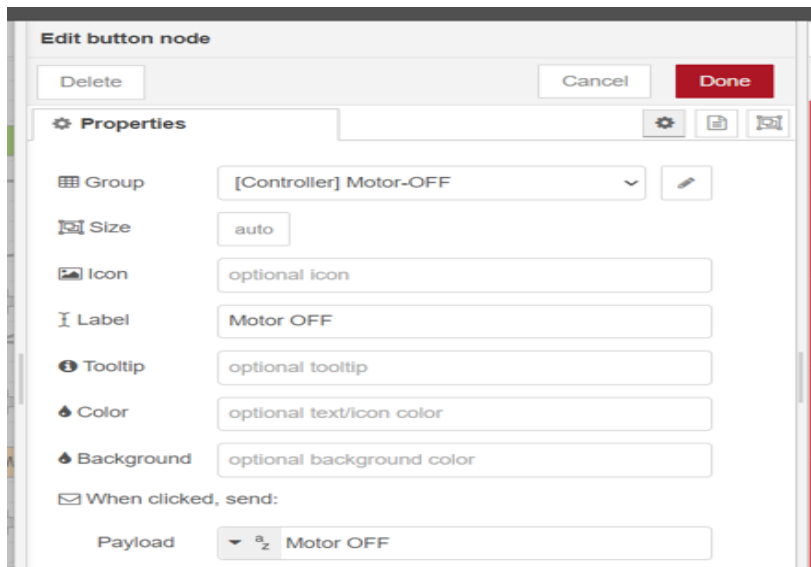 Edit button node
Delete Cancel Done
Properties
Group [Controller] Motor-OFF
Size auto
Icon optional icon
Label Motor OFF
Tooltip optional tooltip
Color optional text/icon color
Background optional background color
When clicked, send:
Payload az Motor OFF